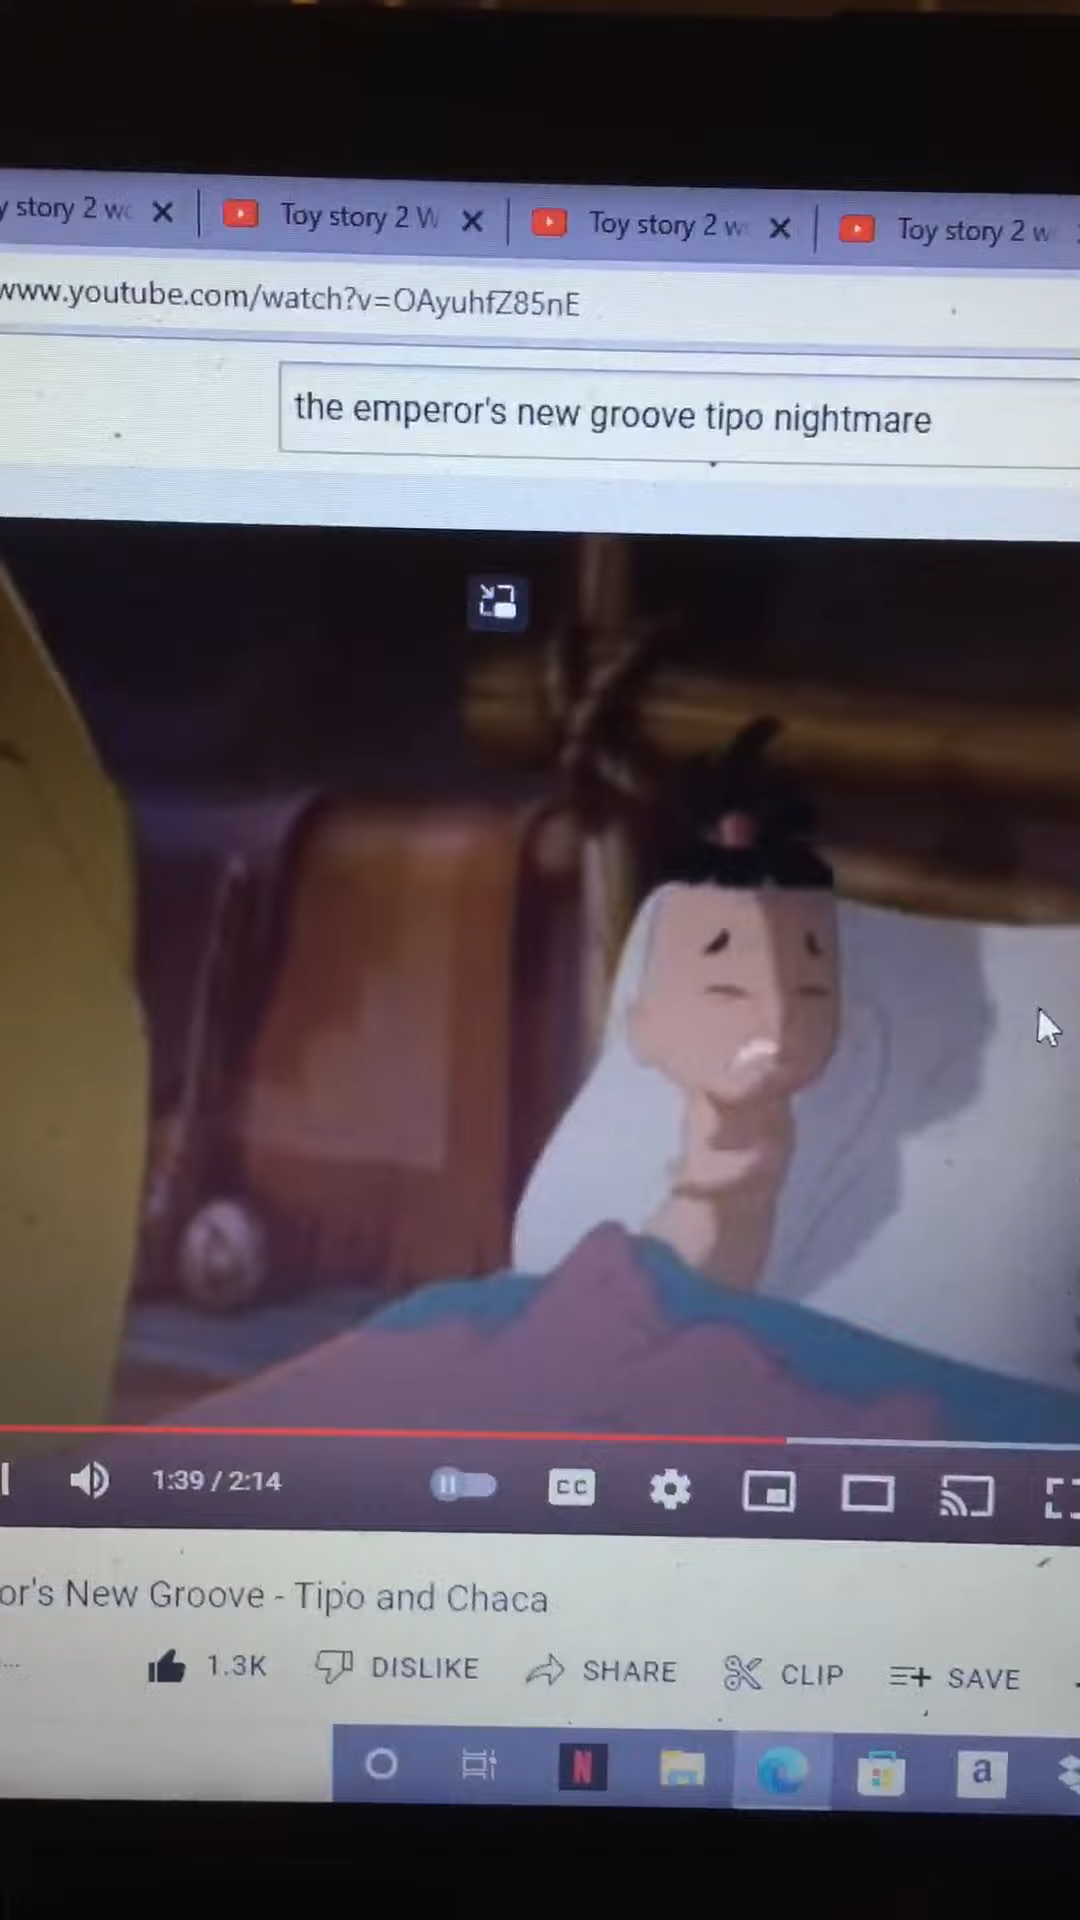 y story 2 wo
Toy story 2 W
Toy story 2 w
Toy story 2 w
www.youtube.com/watch?v=OAyuhfZ85nE
the emperor's new groove tipo nightmare
1:39 / 2:14
CC
or's New Groove - Tipo and Chaca
...
1.3K
DISLIKE
SHARE
CLIP
SAVE
N
a